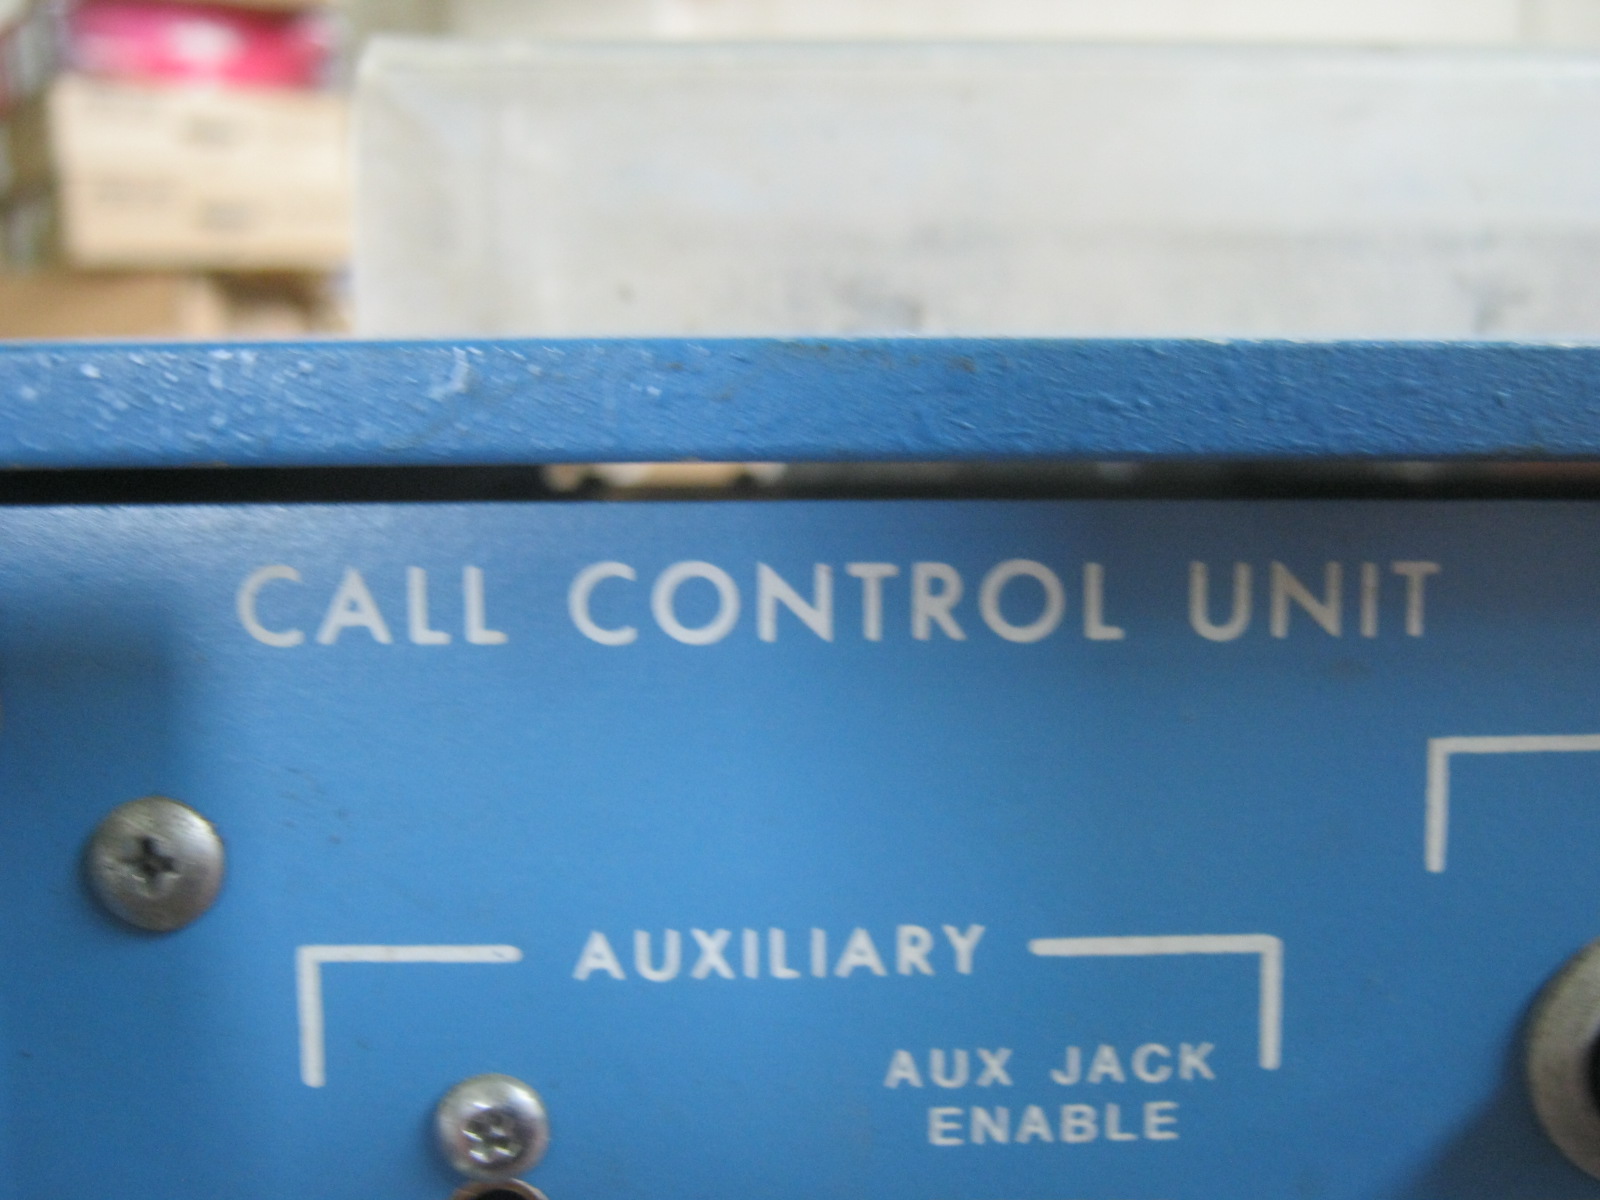 CALL CONTROL UNIT
AUXILIARY
AUX JACK
ENABLE